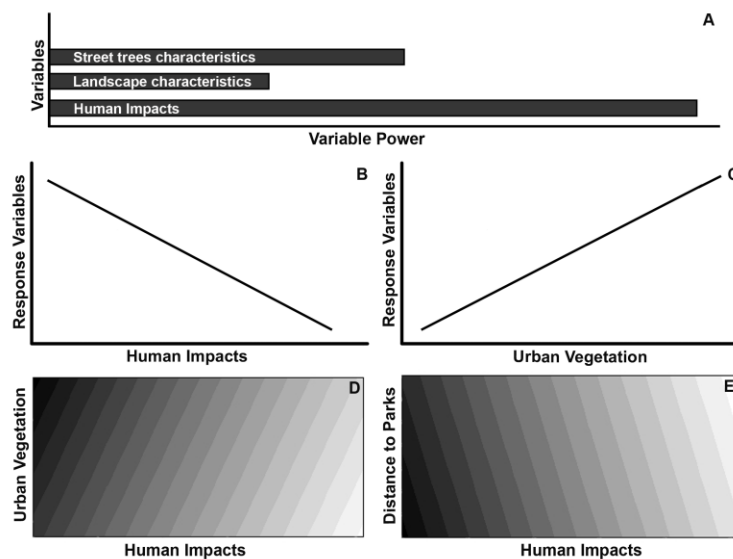 A
Variables
Street trees characteristics
Landscape characteristics
Human Impacts
Variable Power
B
Response Variables
Human Impacts
C
Response Variables
Urban Vegetation
D
Urban Vegetation
Human Impacts
E
Distance to Parks
Human Impacts